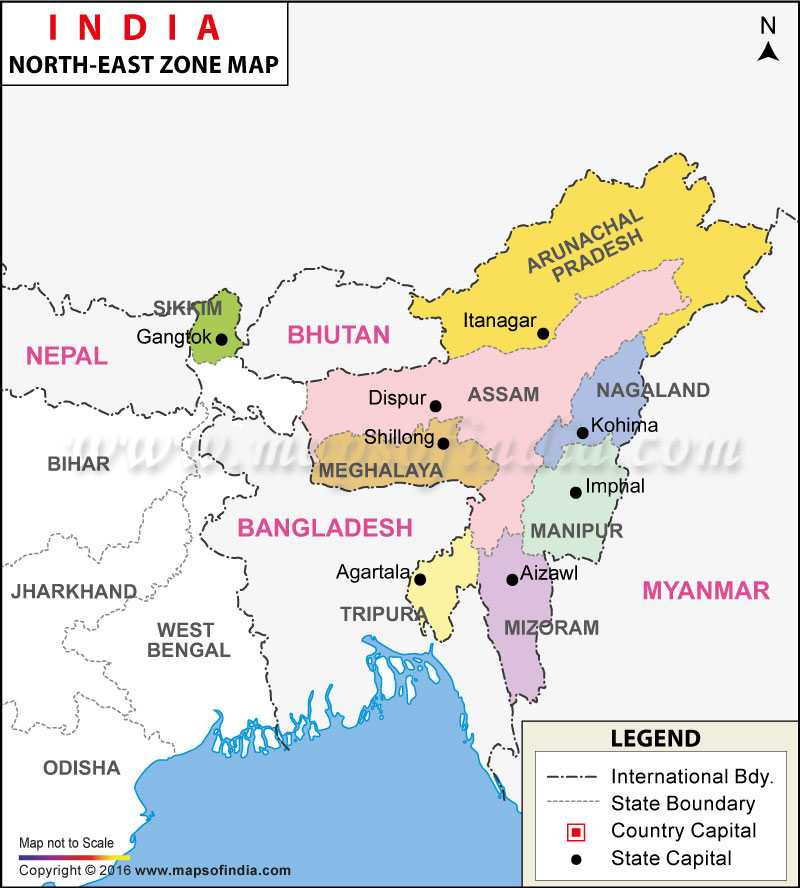 INDIA
NORTH-EAST ZONE MAP
N
ARUNACHAL
PRADESH
SIKKIM
Gangtok
BHUTAN
Itanagar
NEPAL
Dispur
ASSAM
NAGALAND
Kohima
Shillong
MEGHALAYA
www.mapsofindia.com
BIHAR
Imphal
BANGLADESH
MANIPUR
Agartala
Aizawl
JHARKHAND
MYANMAR
TRIPURA
MIZORAM
WEST
BENGAL
ODISHA
LEGEND
International Bdy.
State Boundary
Country Capital
State Capital
Map not to Scale
Copyright © 2016 www.mapsofindia.com